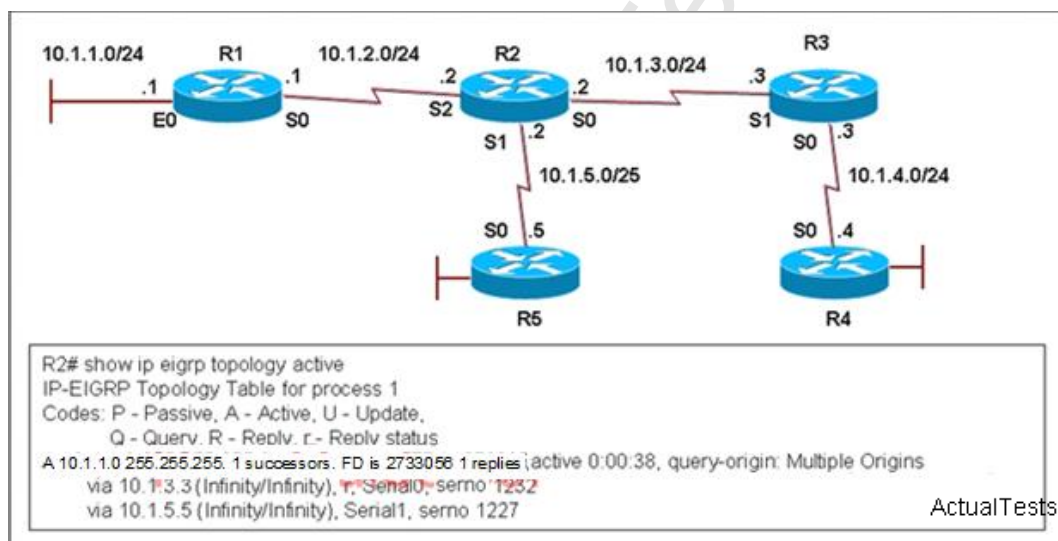 10.1.1.0/24
R1
10.1.2.0/24
R2
10.1.3.0/24
R3
.1
.1
.2
.2
.3
E0
S0
S2
S0
S1
S1
.2
S0
.3
10.1.5.0/25
10.1.4.0/24
S0
.5
S0
.4
R5
R4
R2# show ip eigrp topology active
IP-EIGRP Topology Table for process 1
Codes: P - Passive, A - Active, U - Update,
Q - Query, R - Reply, r - Reply status
A 10.1.1.0 255.255.255. 1 successors. FD is 2733056 1 replies active 0:00:38, query-origin: Multiple Origins
via 10.1.3.3 (Infinity/Infinity), r, Serial0, serno 1232
via 10.1.5.5 (Infinity/Infinity), Serial1, serno 1227
ActualTests